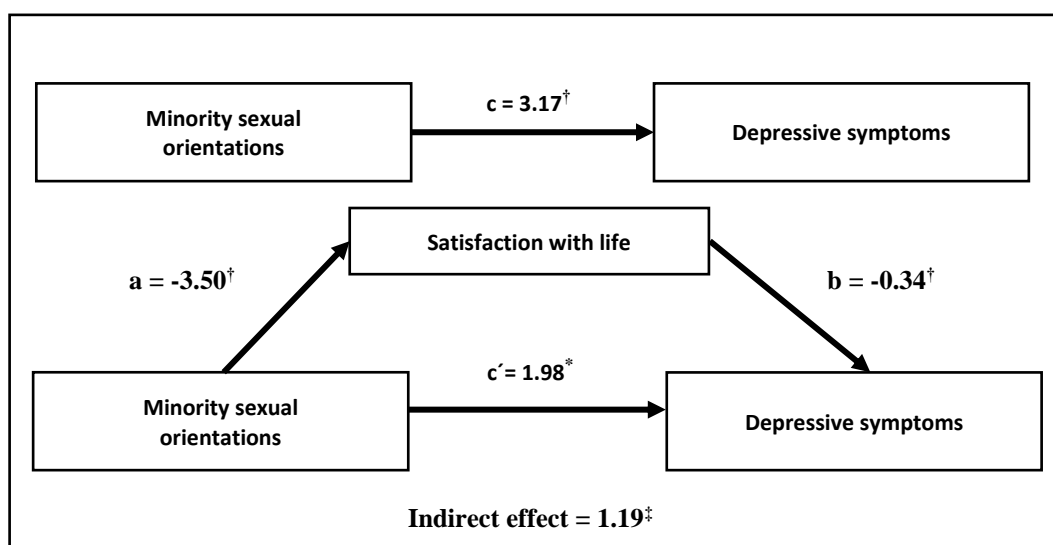 c = 3.17†
Minority sexual
orientations
Depressive symptoms
Satisfaction with life
a = -3.50†
b = -0.34†
c´= 1.98*
Minority sexual
orientations
Depressive symptoms
Indirect effect = 1.19‡